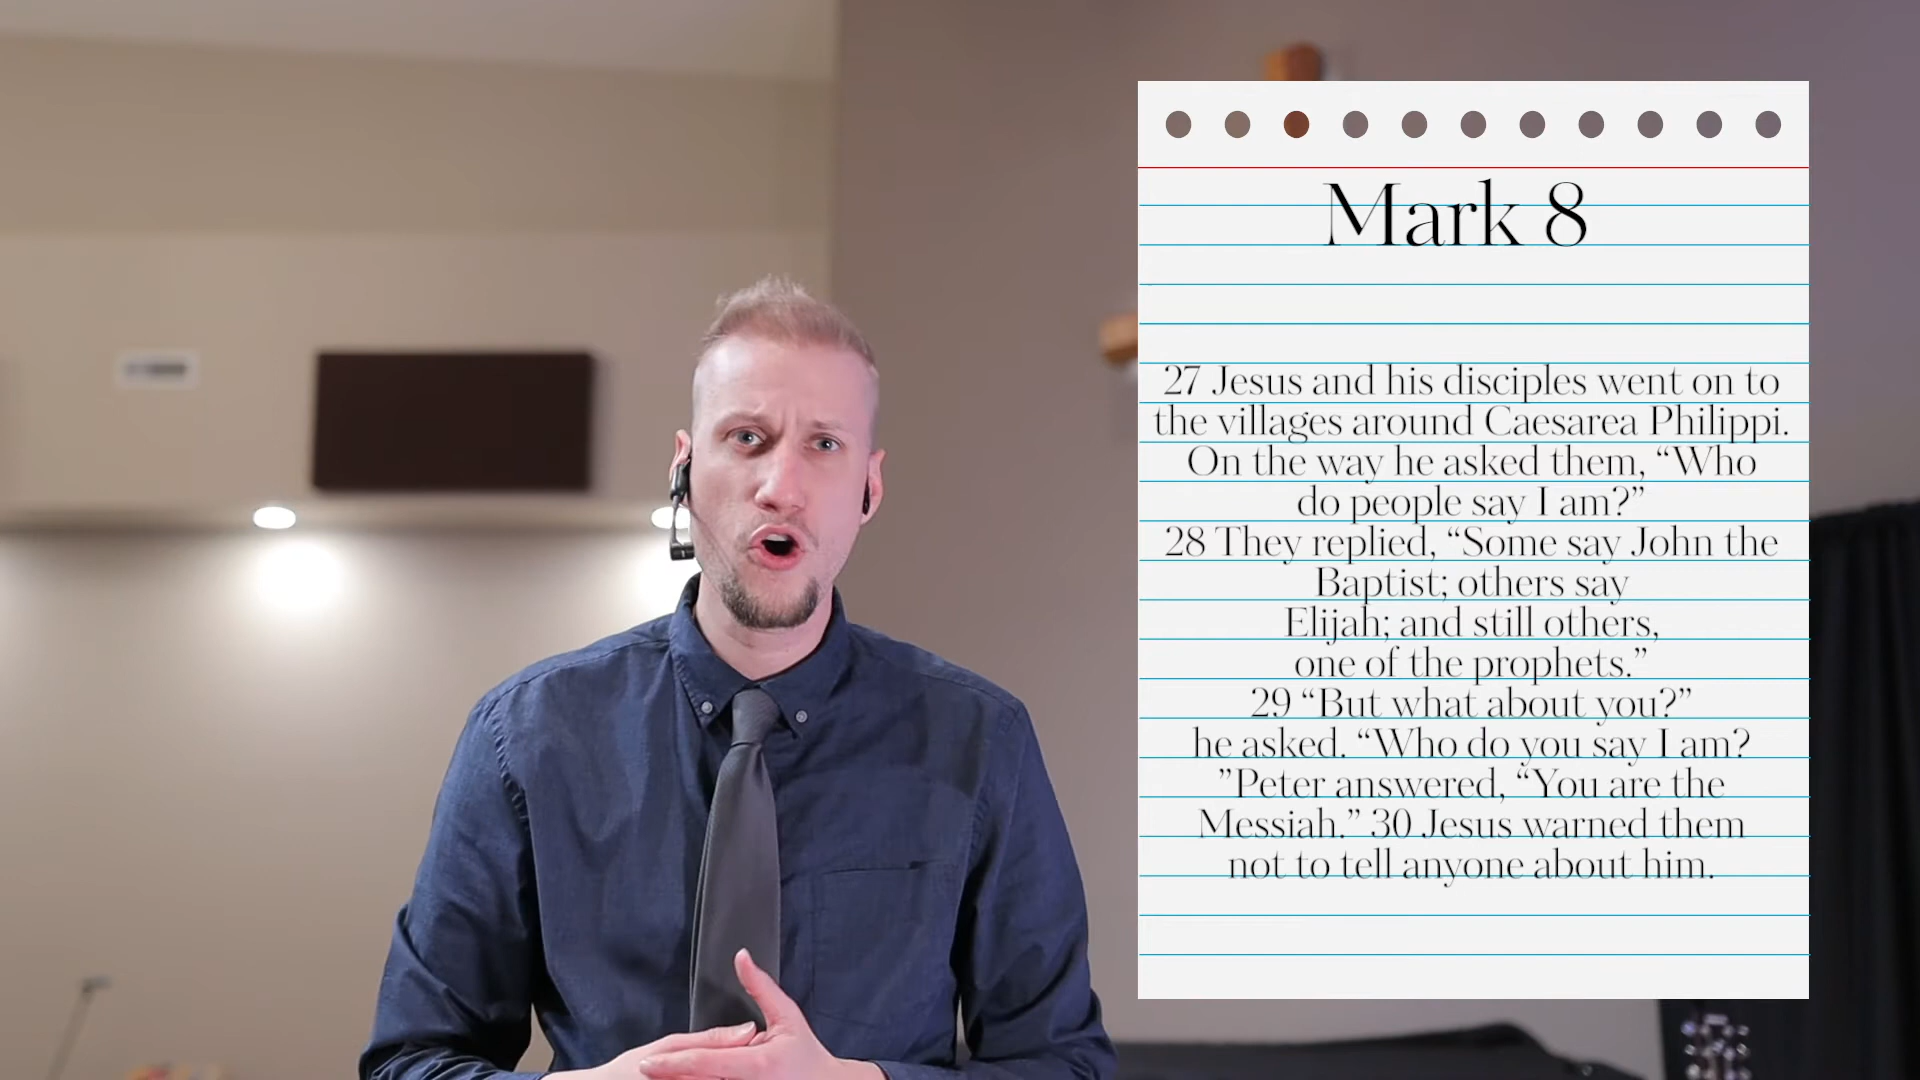 Mark 8
27 Jesus and his disciples went on to
the villages around Caesarea Philippi.
On the way he asked them, “Who
do people say I am?”
28 They replied, “Some say John the
Baptist; others say
Elijah; and still others,
one of the prophets.”
29 “But what about you?”
he asked. “Who do you say I am?
”Peter answered, “You are the
Messiah.” 30 Jesus warned them
not to tell anyone about him.